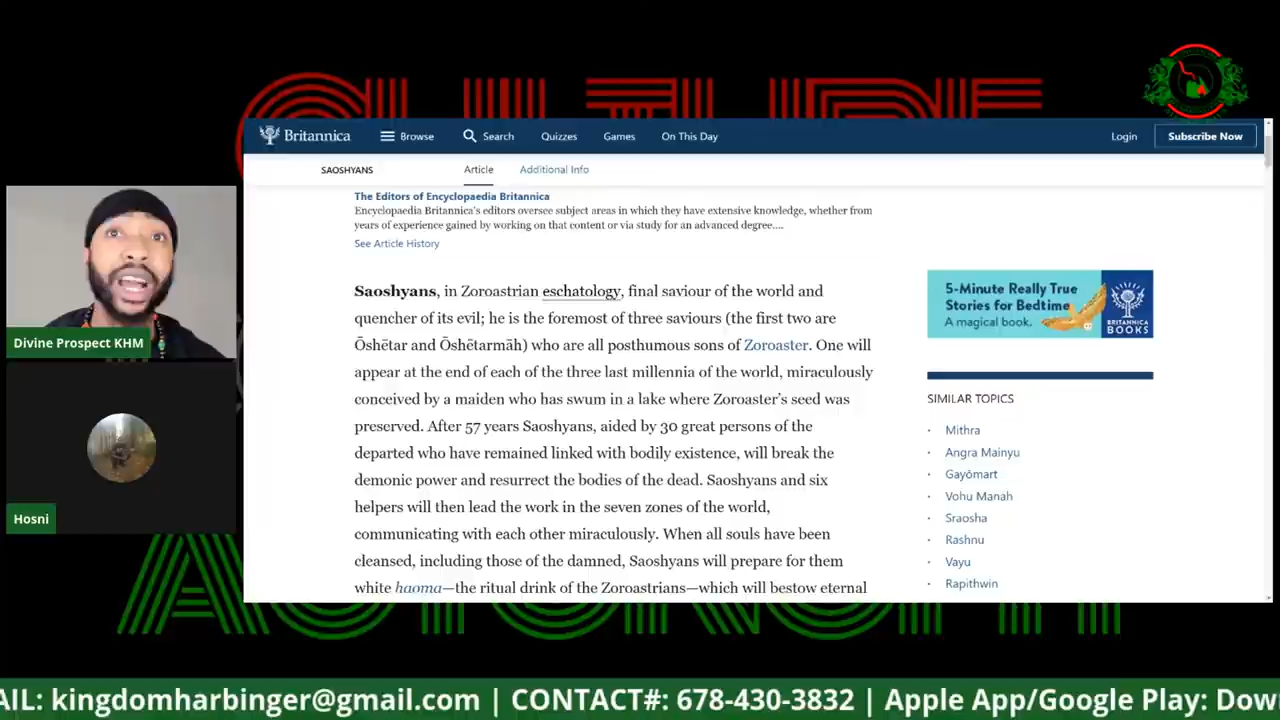 Britannica
Browse
Search
Quizzes
Games
On This Day
Login
Subscribe Now
SAOSHYANS
Article
Additional Info
The Editors of Encyclopaedia Britannica
Encyclopaedia Britannica's editors oversee subject areas in which they have extensive knowledge, whether from
years of experience gained by working on that content or via study for an advanced degree....
See Article History
Saoshyans, in Zoroastrian eschatology, final saviour of the world and
quencher of its evil; he is the foremost of three saviours (the first two are
Ōshētar and Ōshētarmāh) who are all posthumous sons of Zoroaster. One will
appear at the end of each of the three last millennia of the world, miraculously
conceived by a maiden who has swum in a lake where Zoroaster's seed was
preserved. After 57 years Saoshyans, aided by 30 great persons of the
departed who have remained linked with bodily existence, will break the
demonic power and resurrect the bodies of the dead. Saoshyans and six
helpers will then lead the work in the seven zones of the world,
communicating with each other miraculously. When all souls have been
cleansed, including those of the damned, Saoshyans will prepare for them
white haoma—the ritual drink of the Zoroastrians—which will bestow eternal
5-Minute Really True
Stories for Bedtime
A magical book.
BRITANNICA
BOOKS
SIMILAR TOPICS
Mithra
Angra Mainyu
Gayōmart
Vohu Manah
Sraosha
Rashnu
Vayu
Rapithwin
Divine Prospect KHM
Hosni
AIL: kingdomharbinger@gmail.com | CONTACT#: 678-430-3832 | Apple App/Google Play: Dow